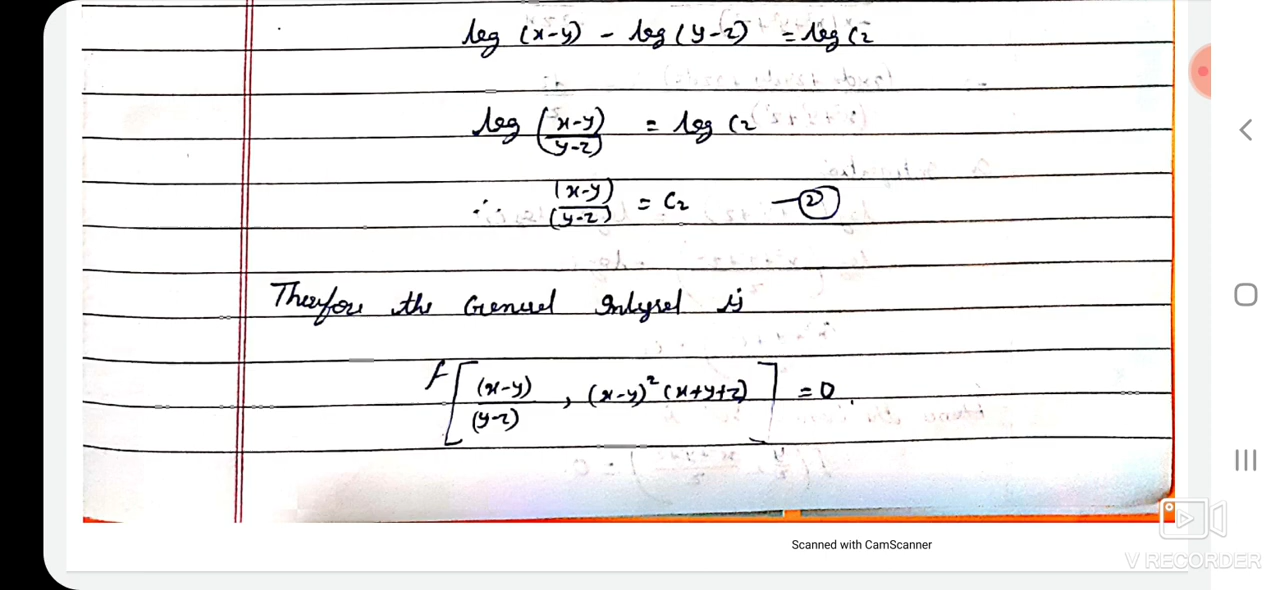 log (x-y) - log (y-z) = log C2
log (x-y)/(y-z) = log C2
∴ (x-y)/(y-z) = C2 —②
Therefore the General Integral is
f[(x-y)/(y-z), (x-y)² (x+y+z)] = 0.
Scanned with CamScanner
V RECORDER